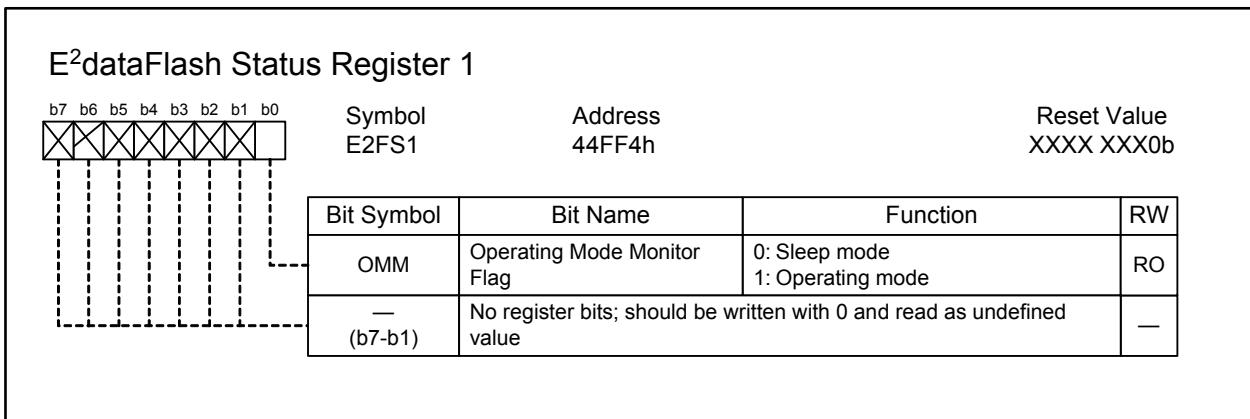 E²dataFlash Status Register 1
b7 b6 b5 b4 b3 b2 b1 b0
Symbol Address Reset Value
E2FS1 44FF4h XXXX XXX0b
Bit Symbol Bit Name Function RW
OMM Operating Mode Monitor Flag 0: Sleep mode RO
1: Operating mode
— (b7-b1) No register bits; should be written with 0 and read as undefined value —